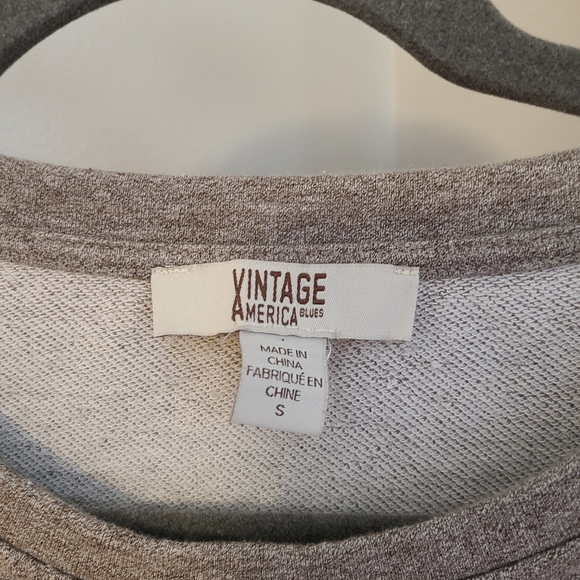 VINTAGE
AMERICA BLUES
MADE IN
CHINA
FABRIQUÉ EN
CHINE
S